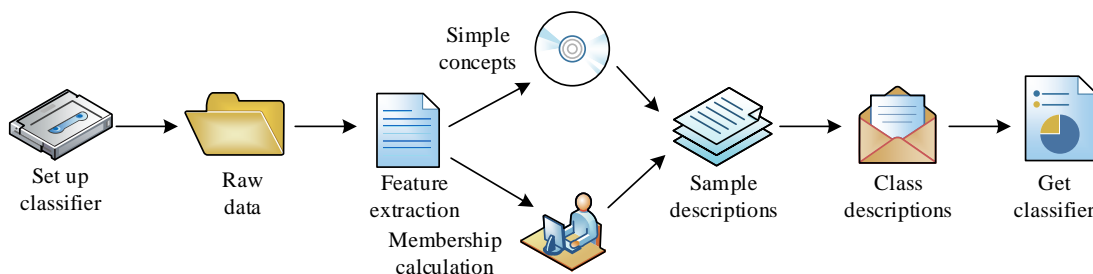 Set up
classifier
Raw
data
Feature
extraction
Simple
concepts
Membership
calculation
Sample
descriptions
Class
descriptions
Get
classifier